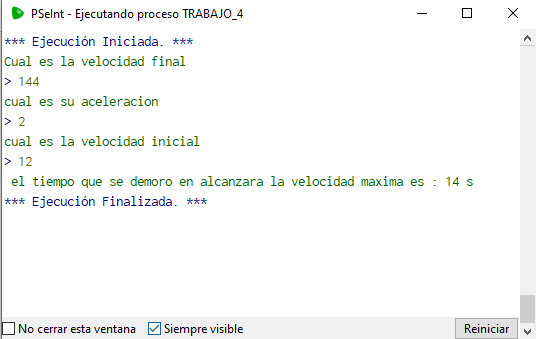 PSeInt - Ejecutando proceso TRABAJO_4
*** Ejecución Iniciada. ***
Cual es la velocidad final
> 144
cual es su aceleracion
> 2
cual es la velocidad inicial
> 12
el tiempo que se demoro en alcanzara la velocidad maxima es : 14 s
*** Ejecución Finalizada. ***
No cerrar esta ventana Siempre visible Reiniciar